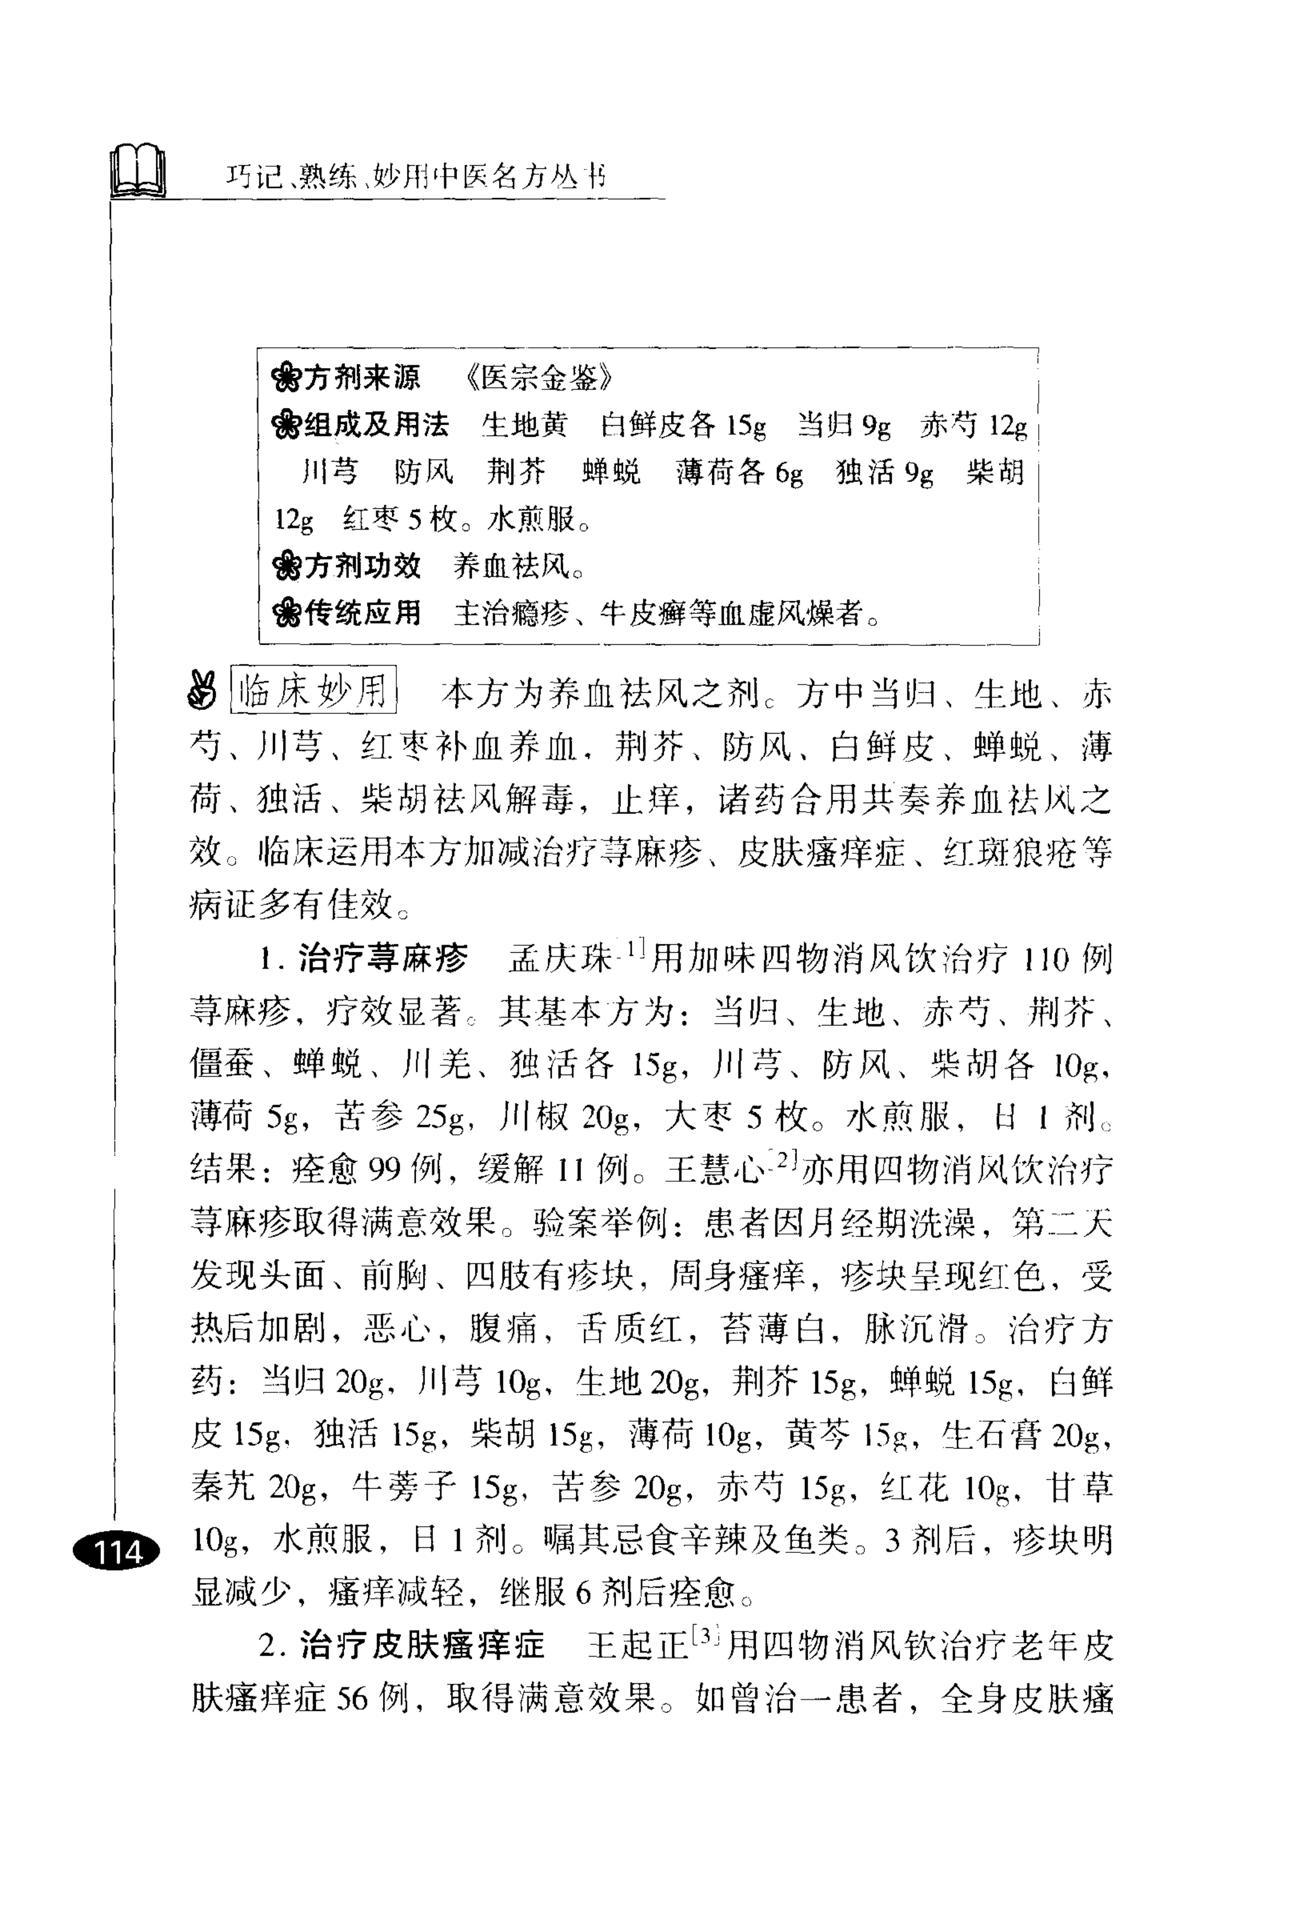 巧记、熟练、妙用中医名方丛书
方剂来源 《医宗金鉴》
组成及用法 生地黄 白鲜皮各 15g 当归 9g 赤芍 12g
川芎 防风 荆芥 蝉蜕 薄荷各 6g 独活 9g 柴胡
12g 红枣 5 枚。水煎服。
方剂功效 养血祛风。
传统应用 主治瘾疹、牛皮癣等血虚风燥者。
临床妙用 本方为养血祛风之剂。方中当归、生地、赤
芍、川芎、红枣补血养血，荆芥、防风、白鲜皮、蝉蜕、薄
荷、独活、柴胡祛风解毒，止痒，诸药合用共奏养血祛风之
效。临床运用本方加减治疗荨麻疹、皮肤瘙痒症、红斑狼疮等
病证多有佳效。
1. 治疗荨麻疹 孟庆珠[1]用加味四物消风饮治疗 110 例
荨麻疹，疗效显著。其基本方为：当归、生地、赤芍、荆芥、
僵蚕、蝉蜕、川羌、独活各 15g，川芎、防风、柴胡各 10g，
薄荷 5g，苦参 25g，川椒 20g，大枣 5 枚。水煎服，日 1 剂。
结果：痊愈 99 例，缓解 11 例。王慧心[2]亦用四物消风饮治疗
荨麻疹取得满意效果。验案举例：患者因月经期洗澡，第二天
发现头面、前胸、四肢有疹块，周身瘙痒，疹块呈现红色，受
热后加剧，恶心，腹痛，舌质红，苔薄白，脉沉滑。治疗方
药：当归 20g，川芎 10g，生地 20g，荆芥 15g，蝉蜕 15g，白鲜
皮 15g，独活 15g，柴胡 15g，薄荷 10g，黄芩 15g，生石膏 20g，
秦艽 20g，牛蒡子 15g，苦参 20g，赤芍 15g，红花 10g，甘草
10g，水煎服，日 1 剂。嘱其忌食辛辣及鱼类。3 剂后，疹块明
显减少，瘙痒减轻，继服 6 剂后痊愈。
2. 治疗皮肤瘙痒症 王起正[3]用四物消风饮治疗老年皮
肤瘙痒症 56 例，取得满意效果。如曾治一患者，全身皮肤瘙
114